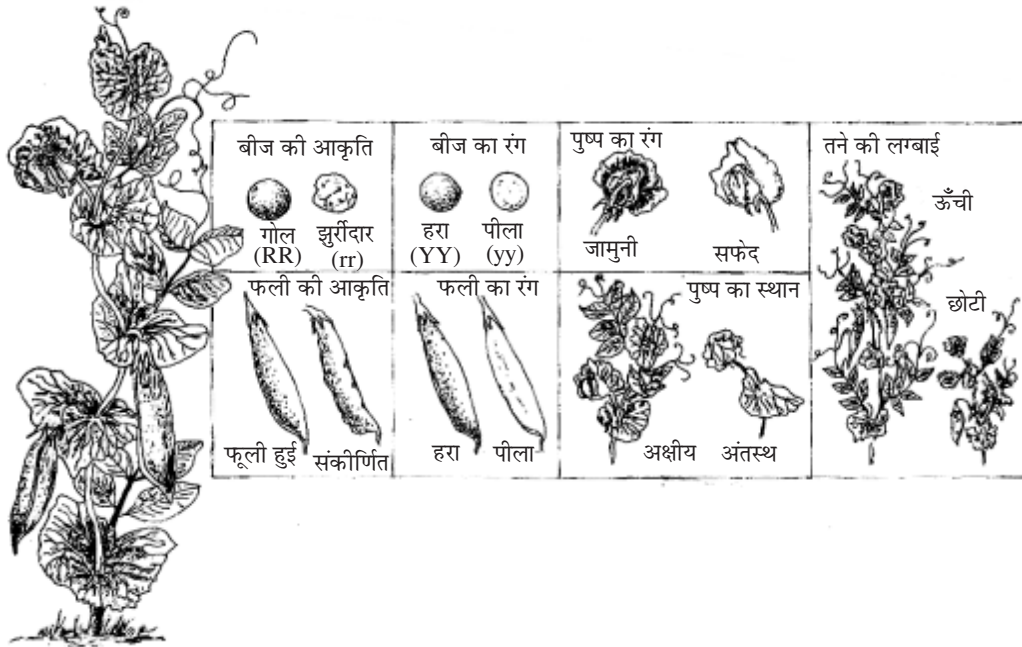 बीज की आकृति
गोल
(RR)
झुर्रीदार
(rr)
बीज का रंग
हरा
(YY)
पीला
(yy)
पुष्प का रंग
जामुनी
सफेद
तने की लम्बाई
ऊँची
छोटी
फली की आकृति
फूली हुई
संकीर्णित
फली का रंग
हरा
पीला
पुष्प का स्थान
अक्षीय
अंतस्थ